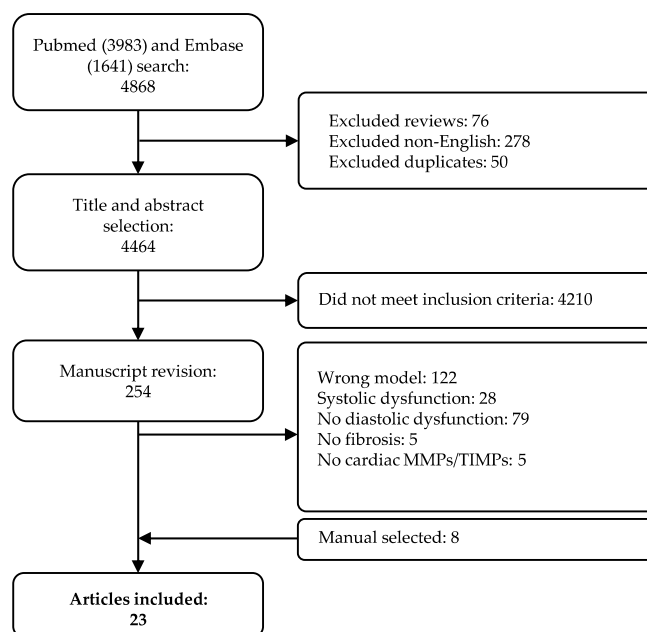 Pubmed (3983) and Embase
(1641) search:
4868
Excluded reviews: 76
Excluded non-English: 278
Excluded duplicates: 50
Title and abstract
selection:
4464
Did not meet inclusion criteria: 4210
Manuscript revision:
254
Wrong model: 122
Systolic dysfunction: 28
No diastolic dysfunction: 79
No fibrosis: 5
No cardiac MMPs/TIMPs: 5
Manual selected: 8
Articles included:
23